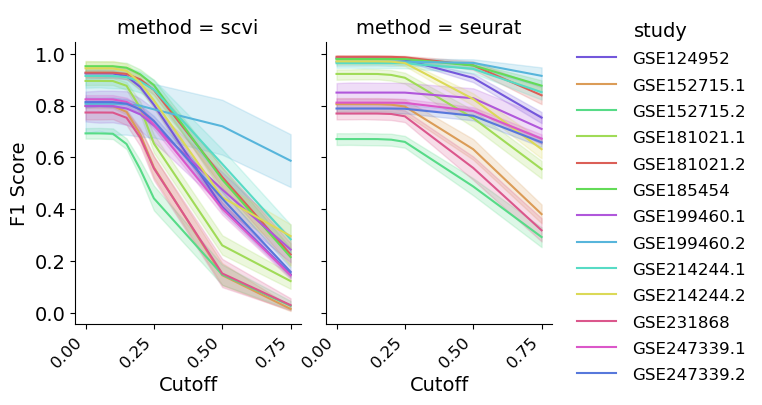 method = scvi
method = seurat
study
F1 Score
1.0
0.8
0.6
0.4
0.2
0.0
0.00
0.25
0.50
0.75
0.00
0.25
0.50
0.75
Cutoff
Cutoff
GSE124952
GSE152715.1
GSE152715.2
GSE181021.1
GSE181021.2
GSE185454
GSE199460.1
GSE199460.2
GSE214244.1
GSE214244.2
GSE231868
GSE247339.1
GSE247339.2